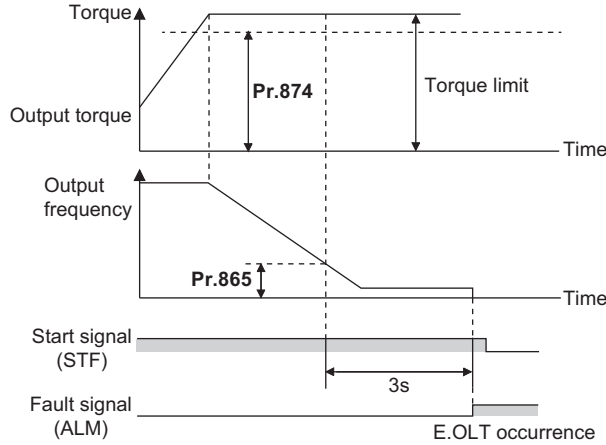 Torque
Pr.874
Torque limit
Output torque
Time
Output
frequency
Pr.865
Time
Start signal
(STF)
3s
Fault signal
(ALM)
E.OLT occurrence